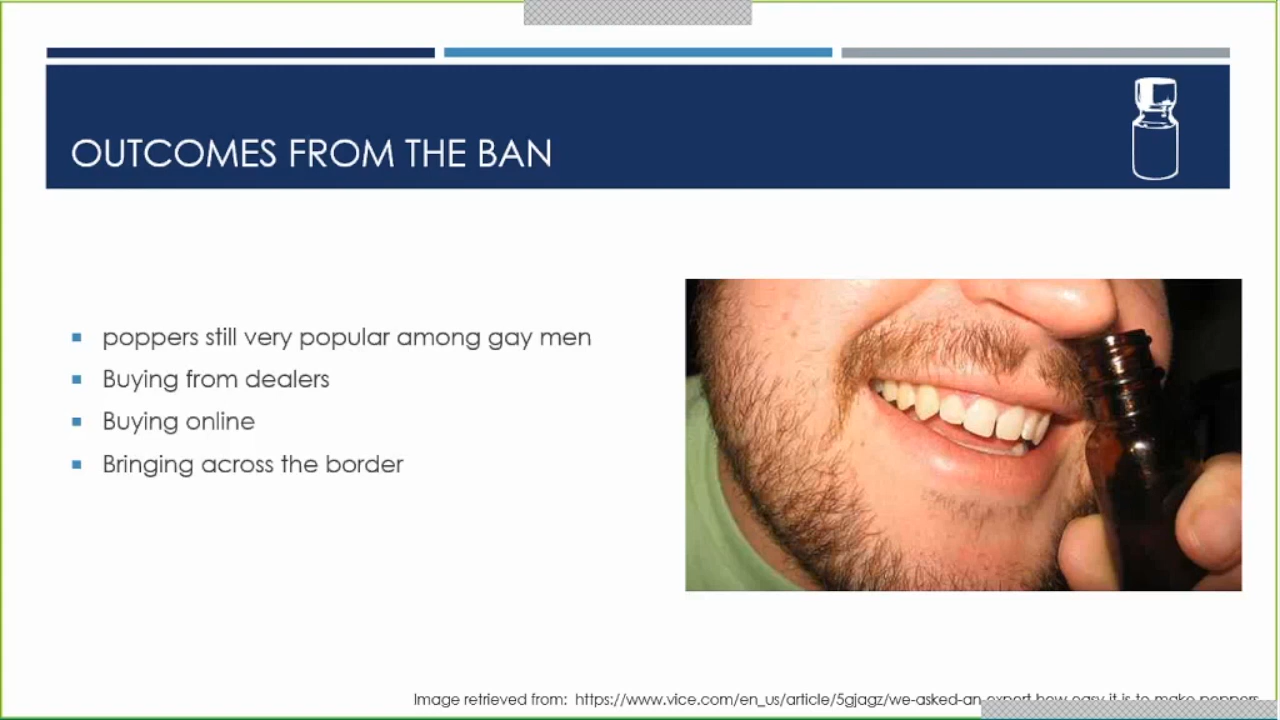 OUTCOMES FROM THE BAN
poppers still very popular among gay men
Buying from dealers
Buying online
Bringing across the border
Image retrieved from: https://www.vice.com/en_us/article/5gjagz/we-asked-an-expert-how-easy-it-is-to-make-poppers